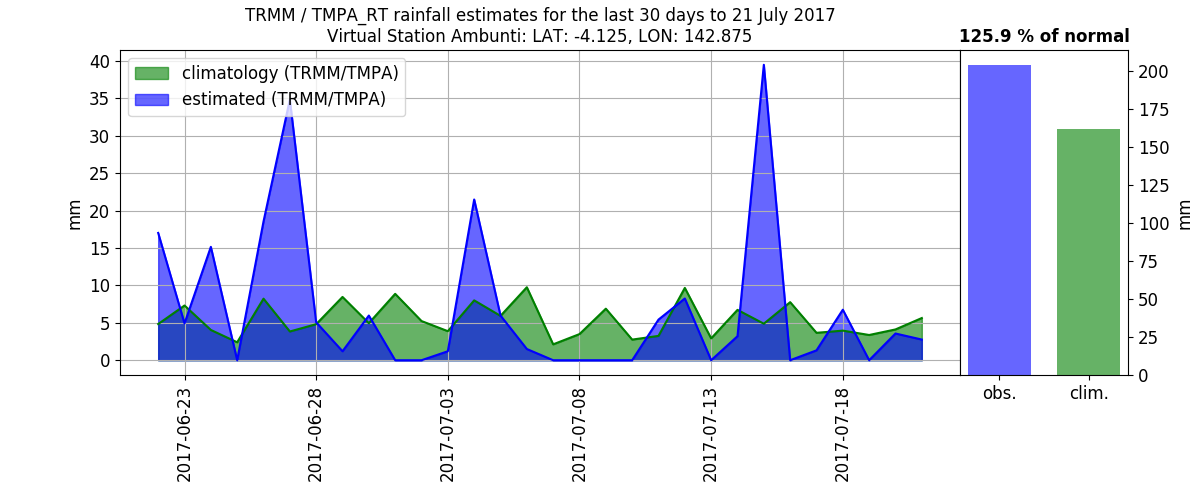 TRMM / TMPA_RT rainfall estimates for the last 30 days to 21 July 2017
Virtual Station Ambunti: LAT: -4.125, LON: 142.875
125.9 % of normal
climatology (TRMM/TMPA)
estimated (TRMM/TMPA)
mm
40
35
30
25
20
15
10
5
0
2017-06-23
2017-06-28
2017-07-03
2017-07-08
2017-07-13
2017-07-18
obs.
clim.
200
175
150
125
100
75
50
25
0
mm